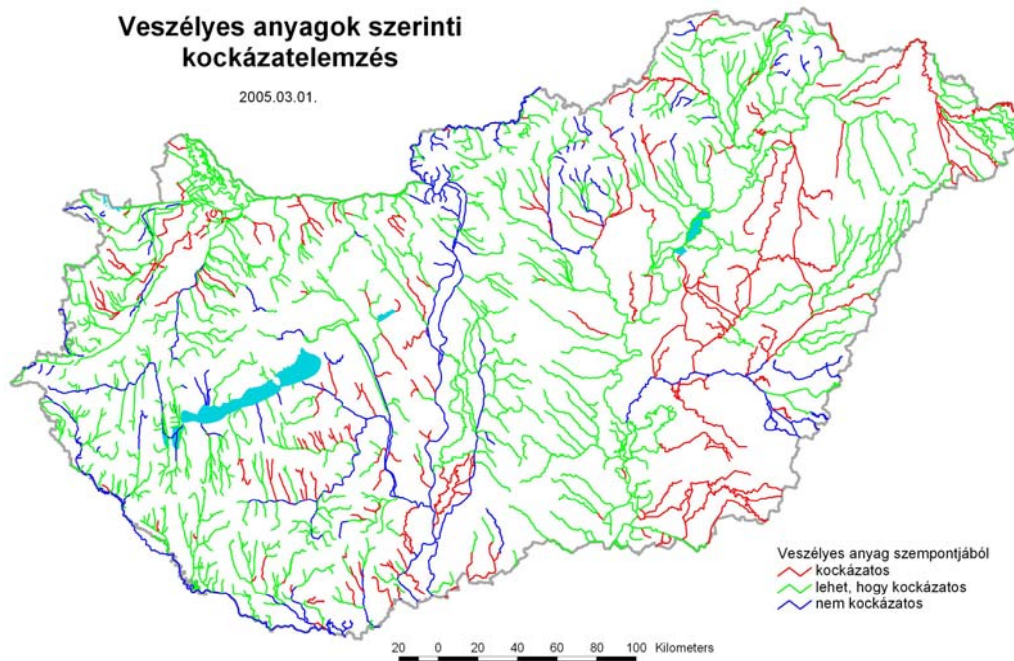 Veszélyes anyagok szerinti
kockázatelemzés
2005.03.01.
Veszélyes anyag szempontjából
kockázatos
lehet, hogy kockázatos
nem kockázatos
20 0 20 40 60 80 100 Kilometers